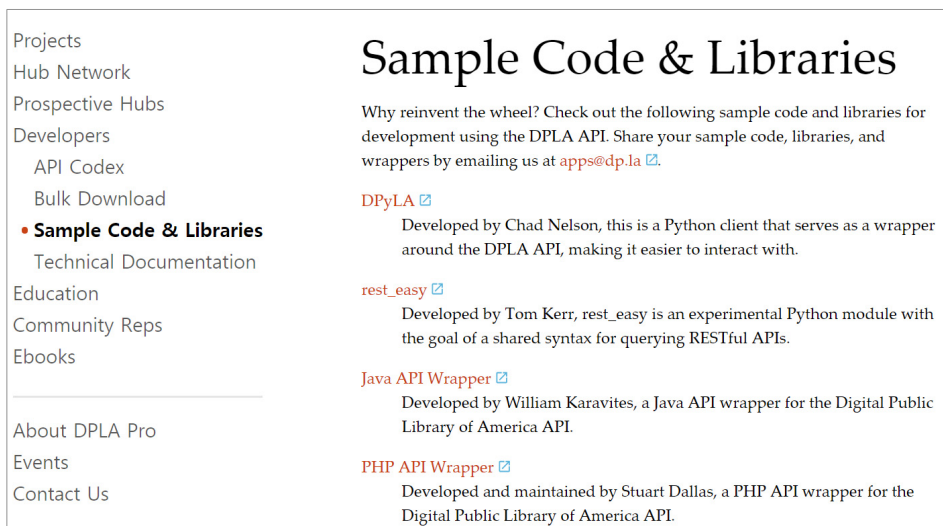 Projects
Hub Network
Prospective Hubs
Developers
API Codex
Bulk Download
Sample Code & Libraries
Technical Documentation
Education
Community Reps
Ebooks
About DPLA Pro
Events
Contact Us
Sample Code & Libraries
Why reinvent the wheel? Check out the following sample code and libraries for
development using the DPLA API. Share your sample code, libraries, and
wrappers by emailing us at apps@dp.la.
DPyLA
Developed by Chad Nelson, this is a Python client that serves as a wrapper
around the DPLA API, making it easier to interact with.
rest_easy
Developed by Tom Kerr, rest_easy is an experimental Python module with
the goal of a shared syntax for querying RESTful APIs.
Java API Wrapper
Developed by William Karavites, a Java API wrapper for the Digital Public
Library of America API.
PHP API Wrapper
Developed and maintained by Stuart Dallas, a PHP API wrapper for the
Digital Public Library of America API.